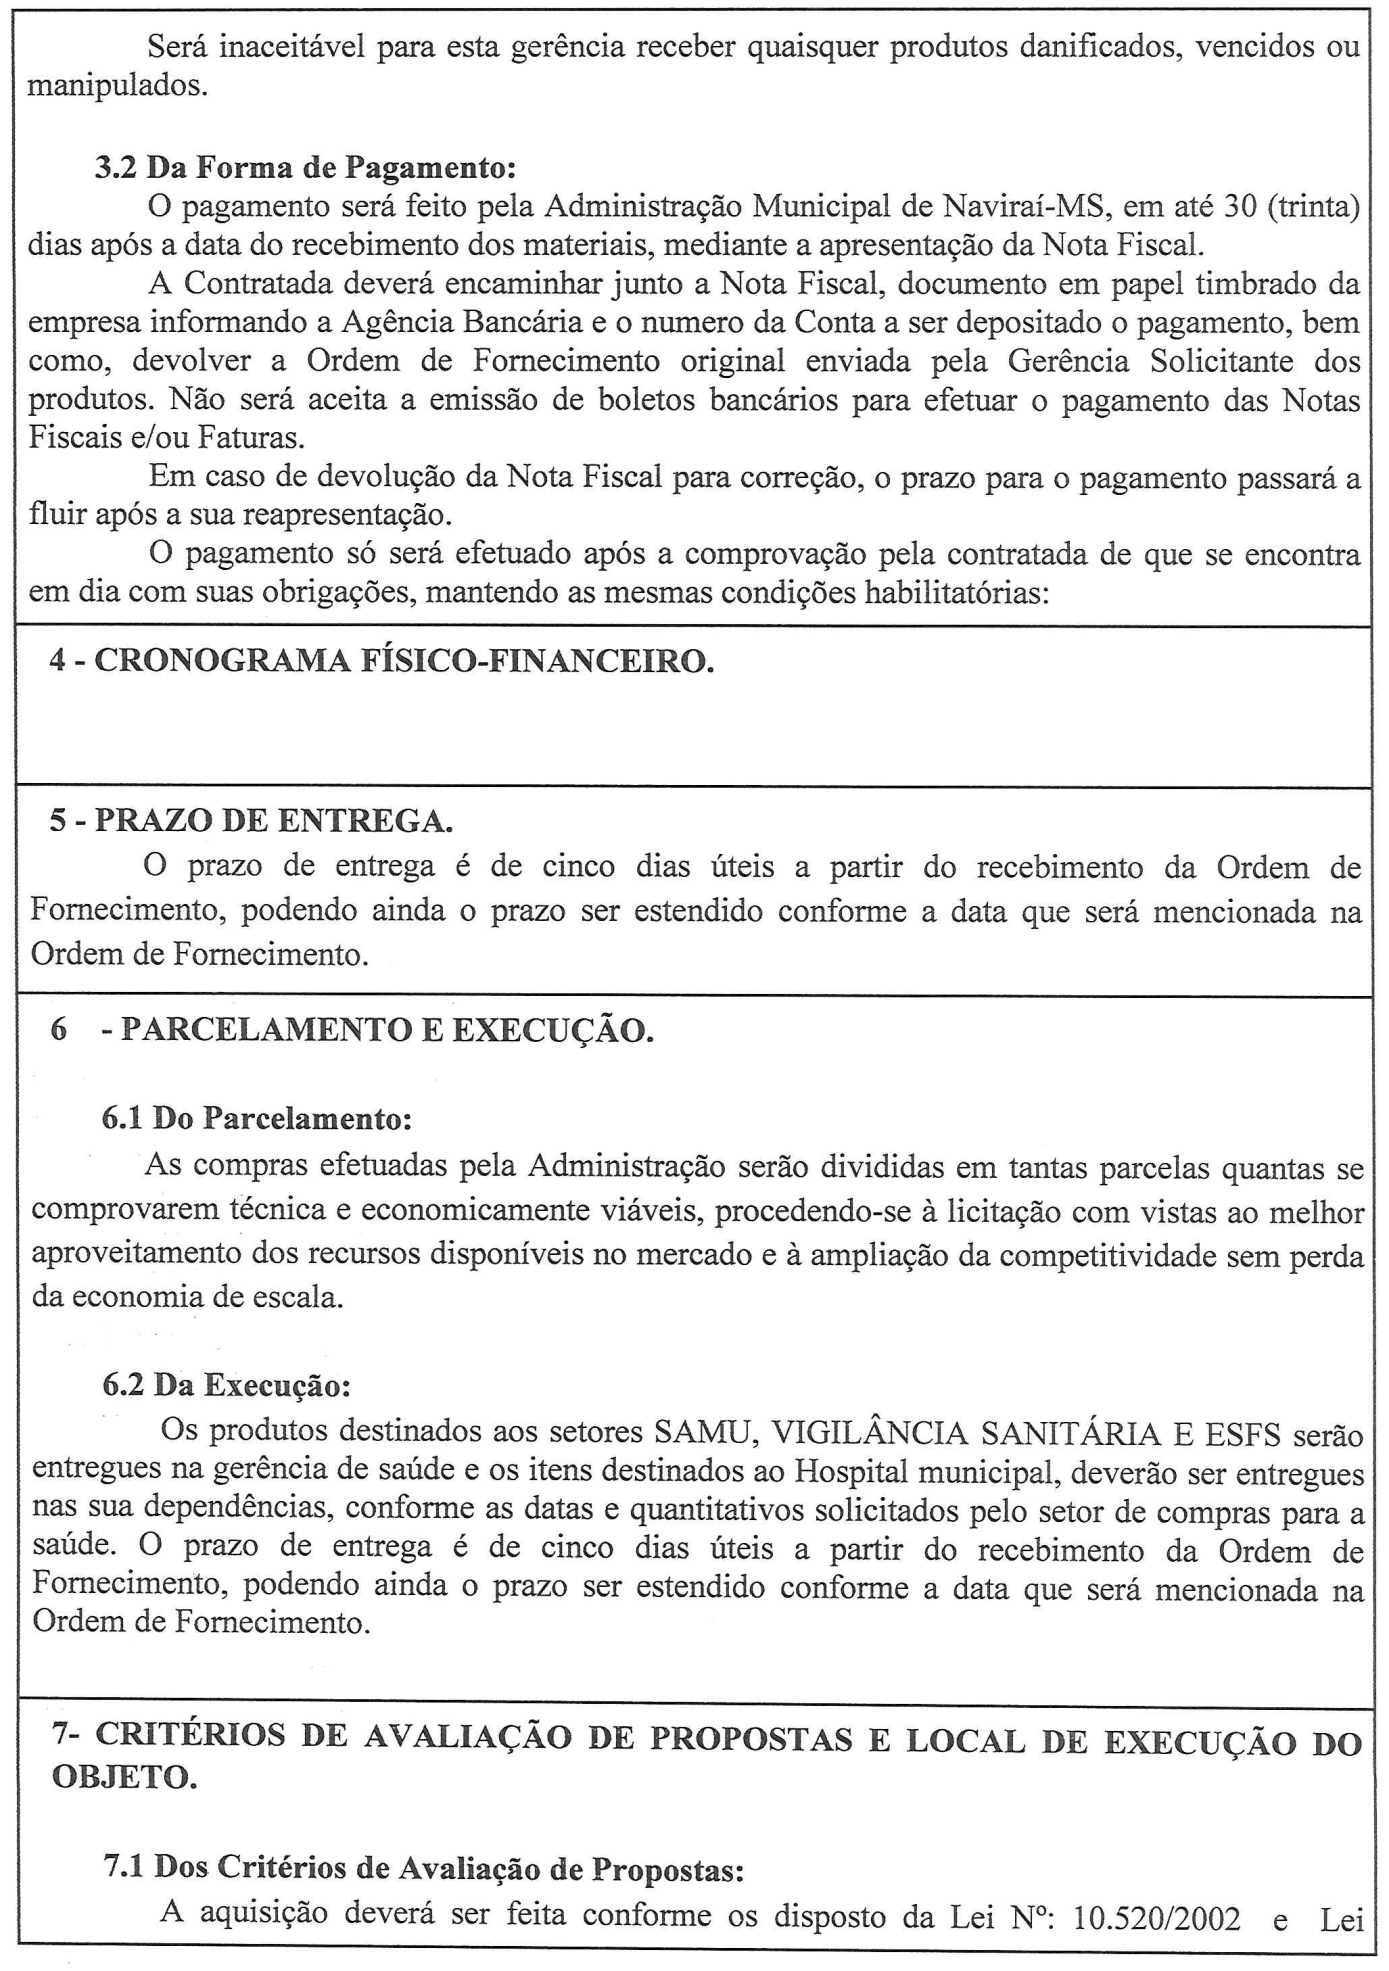 Será inaceitável para esta gerência receber quaisquer produtos danificados, vencidos ou
manipulados.
3.2 Da Forma de Pagamento:
O pagamento será feito pela Administração Municipal de Naviraí-MS, em até 30 (trinta)
dias após a data do recebimento dos materiais, mediante a apresentação da Nota Fiscal.
A Contratada deverá encaminhar junto a Nota Fiscal, documento em papel timbrado da
empresa informando a Agência Bancária e o numero da Conta a ser depositado o pagamento, bem
como, devolver a Ordem de Fornecimento original enviada pela Gerência Solicitante dos
produtos. Não será aceita a emissão de boletos bancários para efetuar o pagamento das Notas
Fiscais e/ou Faturas.
Em caso de devolução da Nota Fiscal para correção, o prazo para o pagamento passará a
fluir após a sua reapresentação.
O pagamento só será efetuado após a comprovação pela contratada de que se encontra
em dia com suas obrigações, mantendo as mesmas condições habilitatórias:
4 - CRONOGRAMA FÍSICO-FINANCEIRO.
5 - PRAZO DE ENTREGA.
O prazo de entrega é de cinco dias úteis a partir do recebimento da Ordem de
Fornecimento, podendo ainda o prazo ser estendido conforme a data que será mencionada na
Ordem de Fornecimento.
6 - PARCELAMENTO E EXECUÇÃO.
6.1 Do Parcelamento:
As compras efetuadas pela Administração serão divididas em tantas parcelas quantas se
comprovarem técnica e economicamente viáveis, procedendo-se à licitação com vistas ao melhor
aproveitamento dos recursos disponíveis no mercado e à ampliação da competitividade sem perda
da economia de escala.
6.2 Da Execução:
Os produtos destinados aos setores SAMU, VIGILÂNCIA SANITÁRIA E ESFS serão
entregues na gerência de saúde e os itens destinados ao Hospital municipal, deverão ser entregues
nas sua dependências, conforme as datas e quantitativos solicitados pelo setor de compras para a
saúde. O prazo de entrega é de cinco dias úteis a partir do recebimento da Ordem de
Fornecimento, podendo ainda o prazo ser estendido conforme a data que será mencionada na
Ordem de Fornecimento.
7- CRITÉRIOS DE AVALIAÇÃO DE PROPOSTAS E LOCAL DE EXECUÇÃO DO
OBJETO.
7.1 Dos Critérios de Avaliação de Propostas:
A aquisição deverá ser feita conforme os disposto da Lei Nº: 10.520/2002 e Lei